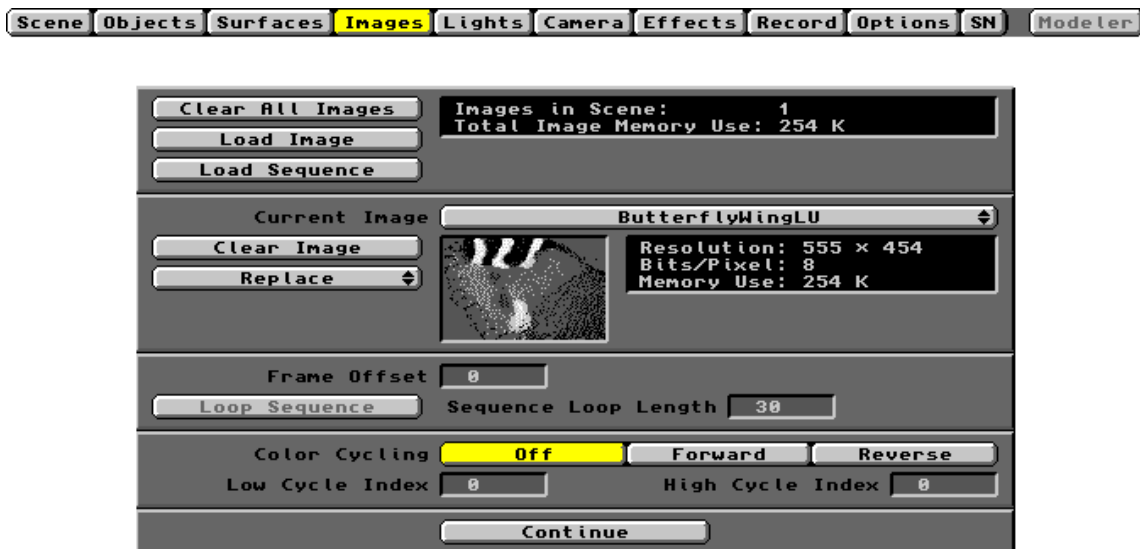 Scene Objects Surfaces Images Lights Camera Effects Record Options SN Modeler
Clear All Images
Images in Scene: 1
Total Image Memory Use: 254 K
Load Image
Load Sequence
Current Image ButterflyWingLU
Clear Image
Resolution: 555 × 454
Bits/Pixel: 8
Replace
Memory Use: 254 K
Frame Offset 0
Loop Sequence Sequence Loop Length 30
Color Cycling Off Forward Reverse
Low Cycle Index 0 High Cycle Index 0
Continue